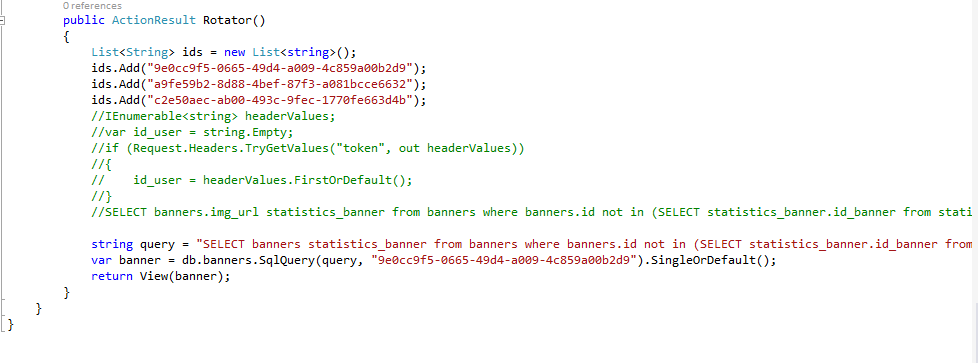 0 references
public ActionResult Rotator()
{
List<String> ids = new List<string>();
ids.Add("9e0cc9f5-0665-49d4-a009-4c859a00b2d9");
ids.Add("a9fe59b2-8d88-4bef-87f3-a081bcce6632");
ids.Add("c2e50aec-ab00-493c-9fec-1770fe663d4b");
//IEnumerable<string> headerValues;
//var id_user = string.Empty;
//if (Request.Headers.TryGetValues("token", out headerValues))
//{
//    id_user = headerValues.FirstOrDefault();
//}
//SELECT banners.img_url statistics_banner from banners where banners.id not in (SELECT statistics_banner.id_banner from stati
string query = "SELECT banners statistics_banner from banners where banners.id not in (SELECT statistics_banner.id_banner from
var banner = db.banners.SqlQuery(query, "9e0cc9f5-0665-49d4-a009-4c859a00b2d9").SingleOrDefault();
return View(banner);
}
}
}